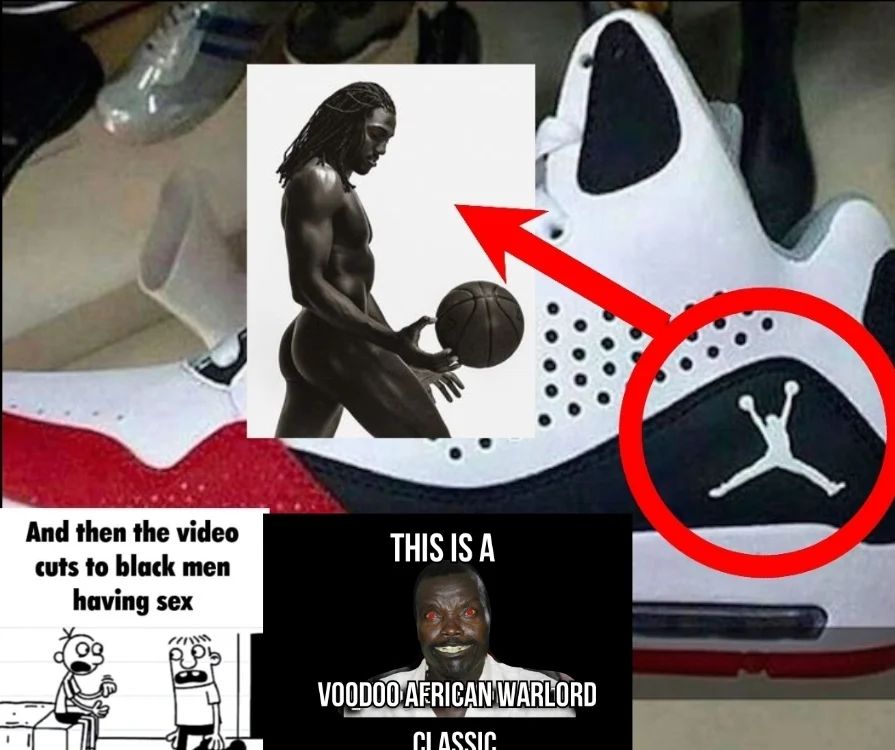 And then the video
cuts to black men
having sex
THIS IS A
VOODOO AFRICAN WARLORD
CLASSIC